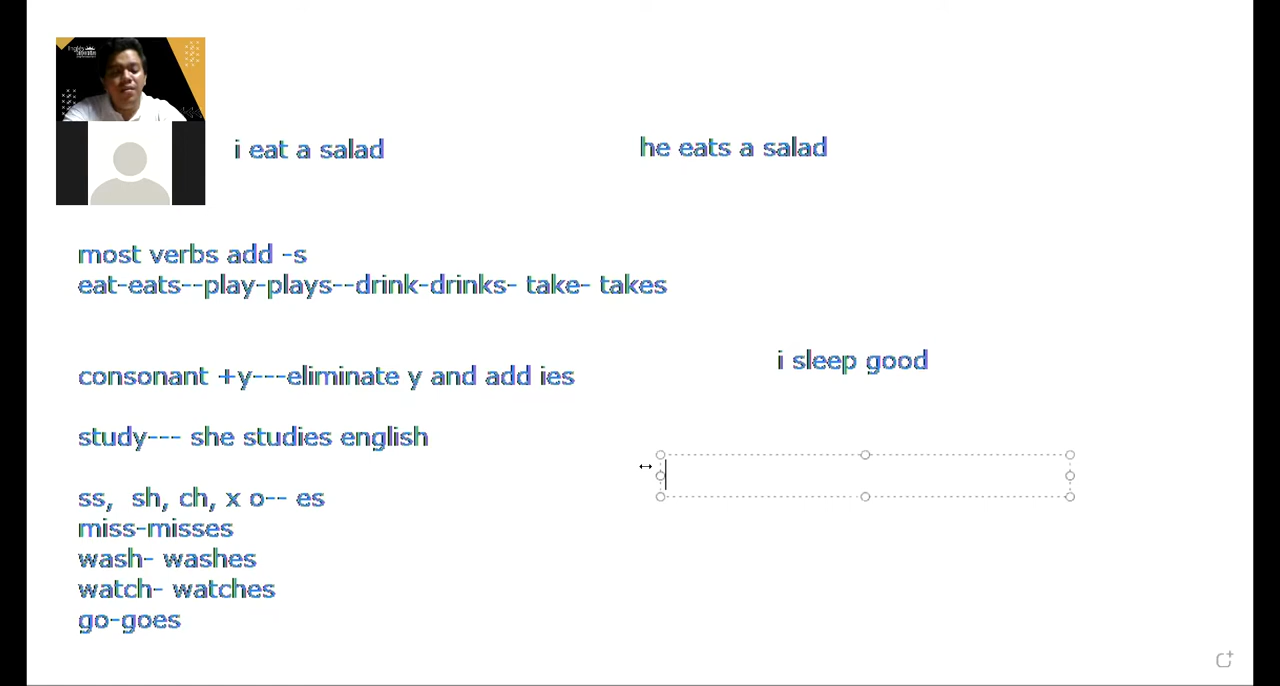 Inglés
i eat a salad
he eats a salad
most verbs add -s
eat-eats--play-plays--drink-drinks- take- takes
i sleep good
consonant +y---eliminate y and add ies
study--- she studies english
ss,  sh, ch, x o-- es
miss-misses
wash- washes
watch- watches
go-goes